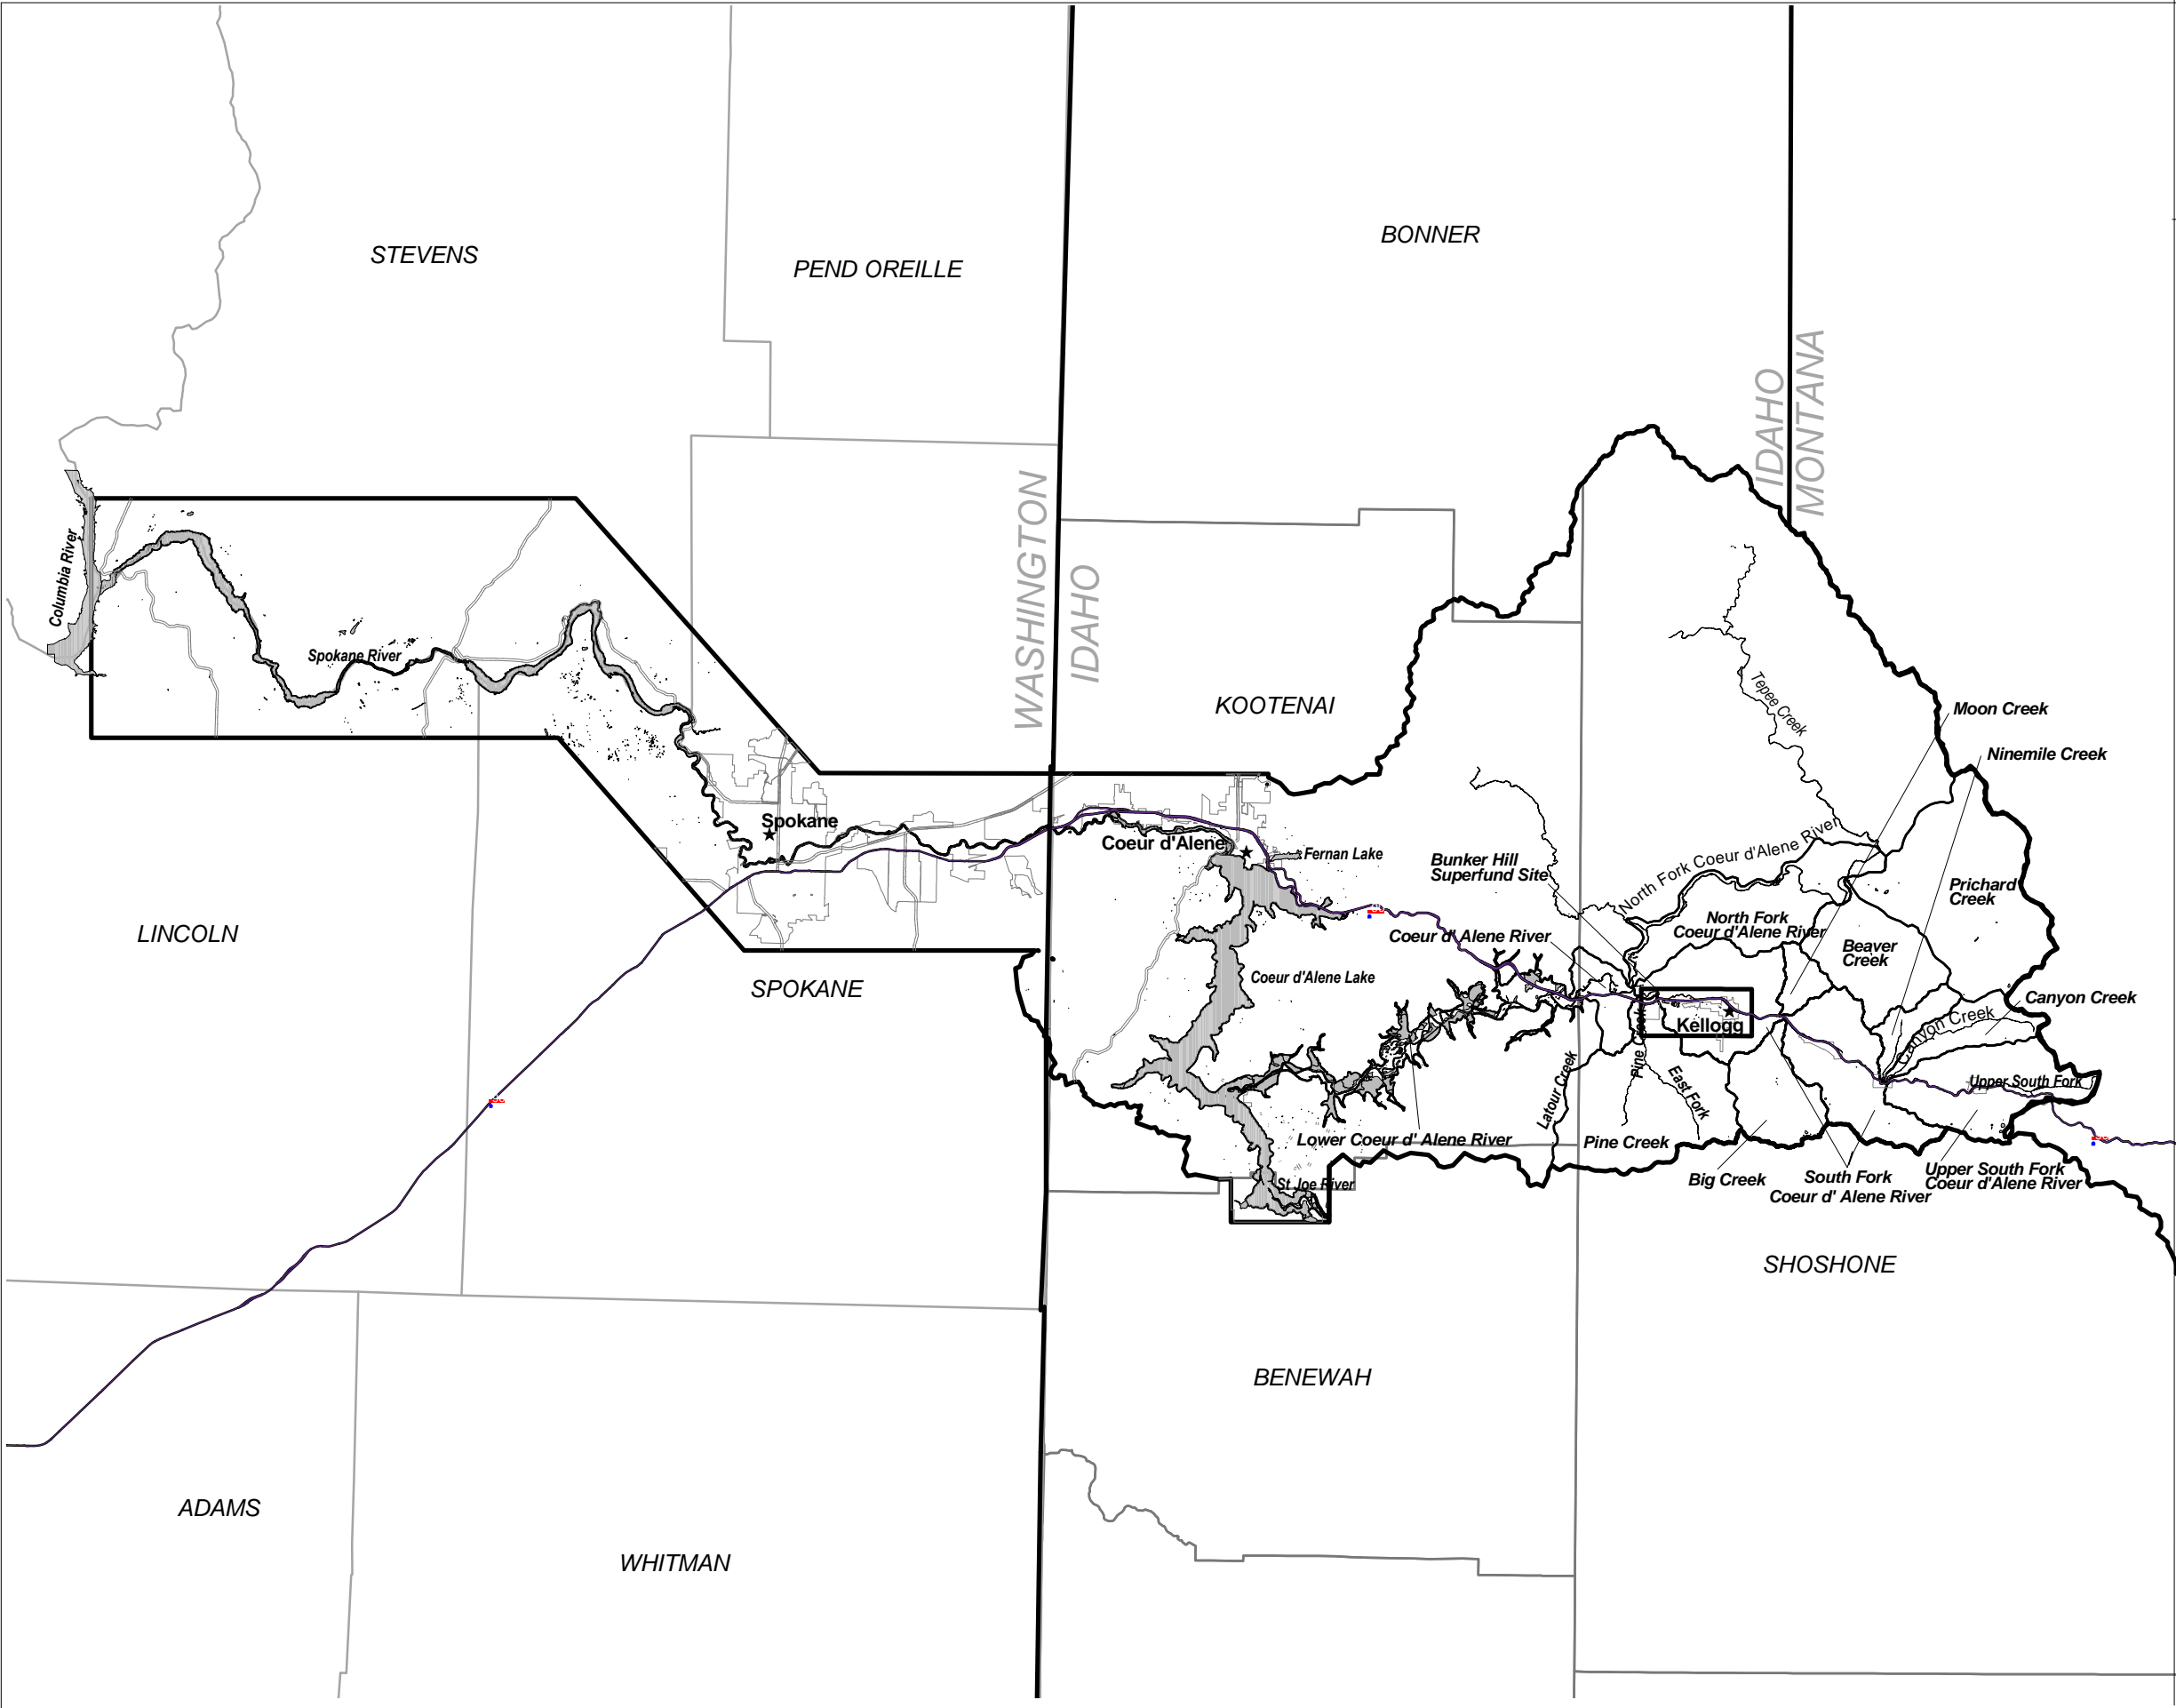 BONNER
STEVENS
PEND OREILLE
IDAHO
MONTANA
WASHINGTON
IDAHO
Columbia River
Spokane River
KOOTENAI
Tepee Creek
Moon Creek
Ninemile Creek
Spokane
Coeur d'Alene
Fernan Lake
Bunker Hill
Superfund Site
North Fork Coeur d'Alene River
Prichard
Creek
North Fork
Coeur d'Alene River
LINCOLN
Coeur d' Alene River
Beaver
Creek
Coeur d'Alene Lake
SPOKANE
Canyon Creek
Kellogg
Canyon Creek
Pine Creek
Latour Creek
East Fork
Upper South Fork
Lower Coeur d' Alene River
Pine Creek
St Joe River
Big Creek
South Fork
Coeur d' Alene River
Upper South Fork
Coeur d'Alene River
SHOSHONE
BENEWAH
ADAMS
WHITMAN